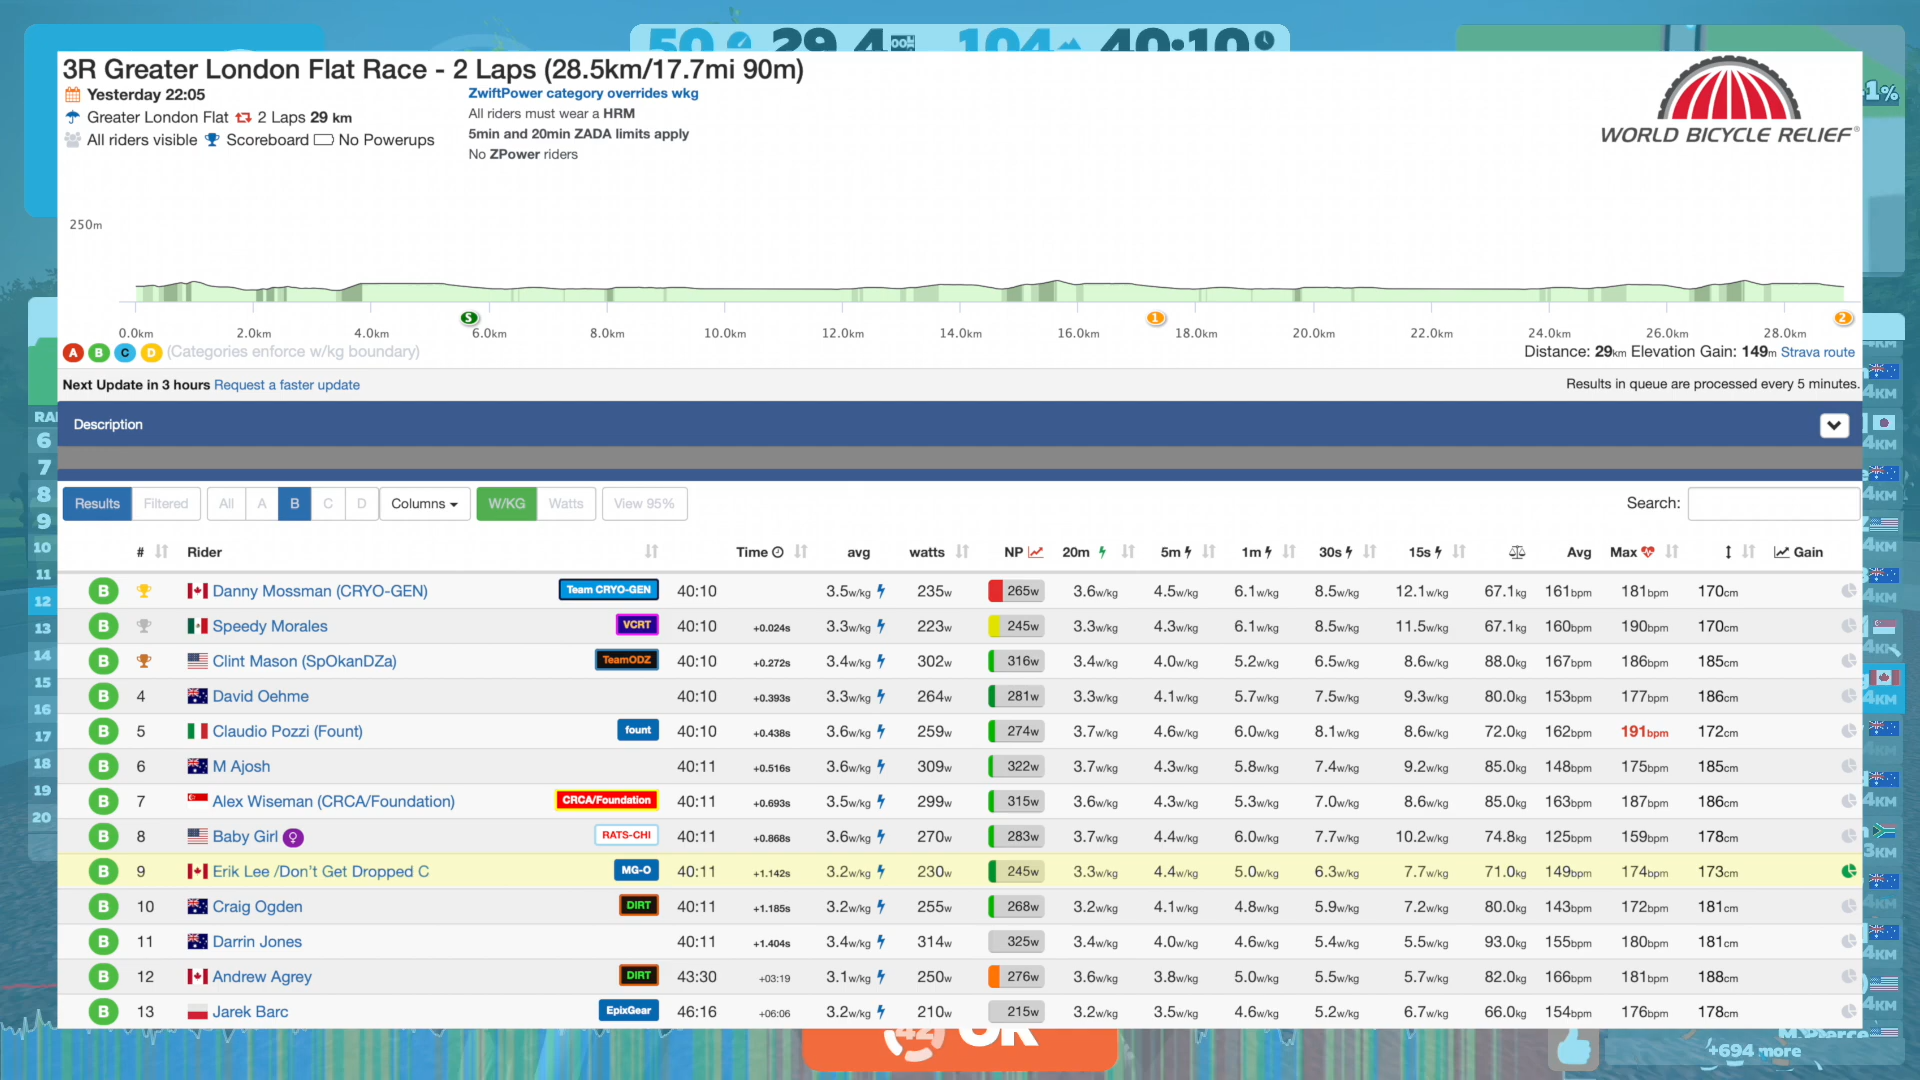 50 29.4 104 40:10
3R Greater London Flat Race - 2 Laps (28.5km/17.7mi 90m)
Yesterday 22:05
Greater London Flat 2 Laps 29 km
All riders visible Scoreboard No Powerups
ZwiftPower category overrides wkg
All riders must wear a HRM
5min and 20min ZADA limits apply
No ZPower riders
WORLD BICYCLE RELIEF®
1%
250m
0.0km 2.0km 4.0km S 6.0km 8.0km 10.0km 12.0km 14.0km 16.0km 1 18.0km 20.0km 22.0km 24.0km 26.0km 28.0km 2
A B C D (Categories enforce w/kg boundary)
Distance: 29km Elevation Gain: 149m Strava route
Next Update in 3 hours Request a faster update
Results in queue are processed every 5 minutes.
Description
Results Filtered All A B C D Columns W/KG Watts View 95% Search:
# Rider Time avg watts NP 20m 5m 1m 30s 15s Avg Max Gain
B Danny Mossman (CRYO-GEN) Team CRYO-GEN 40:10 3.5w/kg 235w 265w 3.6w/kg 4.5w/kg 6.1w/kg 8.5w/kg 12.1w/kg 67.1kg 161bpm 181bpm 170cm
B Speedy Morales VCRT 40:10 +0.024s 3.3w/kg 223w 245w 3.3w/kg 4.3w/kg 6.1w/kg 8.5w/kg 11.5w/kg 67.1kg 160bpm 190bpm 170cm
B Clint Mason (SpOkanDZa) TeamODZ 40:10 +0.272s 3.4w/kg 302w 316w 3.4w/kg 4.0w/kg 5.2w/kg 6.5w/kg 8.6w/kg 88.0kg 167bpm 186bpm 185cm
B 4 David Oehme 40:10 +0.393s 3.3w/kg 264w 281w 3.3w/kg 4.1w/kg 5.7w/kg 7.5w/kg 9.3w/kg 80.0kg 153bpm 177bpm 186cm
B 5 Claudio Pozzi (Fount) fount 40:10 +0.438s 3.6w/kg 259w 274w 3.7w/kg 4.6w/kg 6.0w/kg 8.1w/kg 8.6w/kg 72.0kg 162bpm 191bpm 172cm
B 6 M Ajosh 40:11 +0.516s 3.6w/kg 309w 322w 3.7w/kg 4.3w/kg 5.8w/kg 7.4w/kg 9.2w/kg 85.0kg 148bpm 175bpm 185cm
B 7 Alex Wiseman (CRCA/Foundation) CRCA/Foundation 40:11 +0.693s 3.5w/kg 299w 315w 3.6w/kg 4.3w/kg 5.3w/kg 7.0w/kg 8.6w/kg 85.0kg 163bpm 187bpm 186cm
B 8 Baby Girl RATS-CHI 40:11 +0.868s 3.6w/kg 270w 283w 3.7w/kg 4.4w/kg 6.0w/kg 7.7w/kg 10.2w/kg 74.8kg 125bpm 159bpm 178cm
B 9 Erik Lee /Don't Get Dropped C MG-O 40:11 +1.142s 3.2w/kg 230w 245w 3.3w/kg 4.4w/kg 5.0w/kg 6.3w/kg 7.7w/kg 71.0kg 149bpm 174bpm 173cm
B 10 Craig Ogden DIRT 40:11 +1.185s 3.2w/kg 255w 268w 3.2w/kg 4.1w/kg 4.8w/kg 5.9w/kg 7.2w/kg 80.0kg 143bpm 172bpm 181cm
B 11 Darrin Jones 40:11 +1.404s 3.4w/kg 314w 325w 3.4w/kg 4.0w/kg 4.6w/kg 5.4w/kg 5.5w/kg 93.0kg 155bpm 180bpm 181cm
B 12 Andrew Agrey DIRT 43:30 +03:19 3.1w/kg 250w 276w 3.6w/kg 3.8w/kg 5.0w/kg 5.5w/kg 5.7w/kg 82.0kg 166bpm 181bpm 188cm
B 13 Jarek Barc EpixGear 46:16 +06:06 3.2w/kg 210w 215w 3.2w/kg 3.5w/kg 4.6w/kg 5.2w/kg 6.7w/kg 66.0kg 154bpm 176bpm 178cm
RA
6
7
8
9
10
11
12
13
14
15
16
17
18
19
20
42 OK
M.Pierce
+694 more